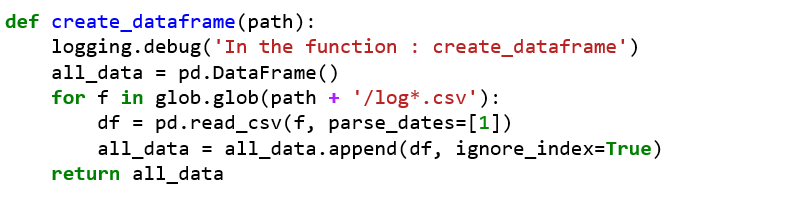 def create_dataframe(path):
    logging.debug('In the function : create_dataframe')
    all_data = pd.DataFrame()
    for f in glob.glob(path + '/log*.csv'):
        df = pd.read_csv(f, parse_dates=[1])
        all_data = all_data.append(df, ignore_index=True)
    return all_data